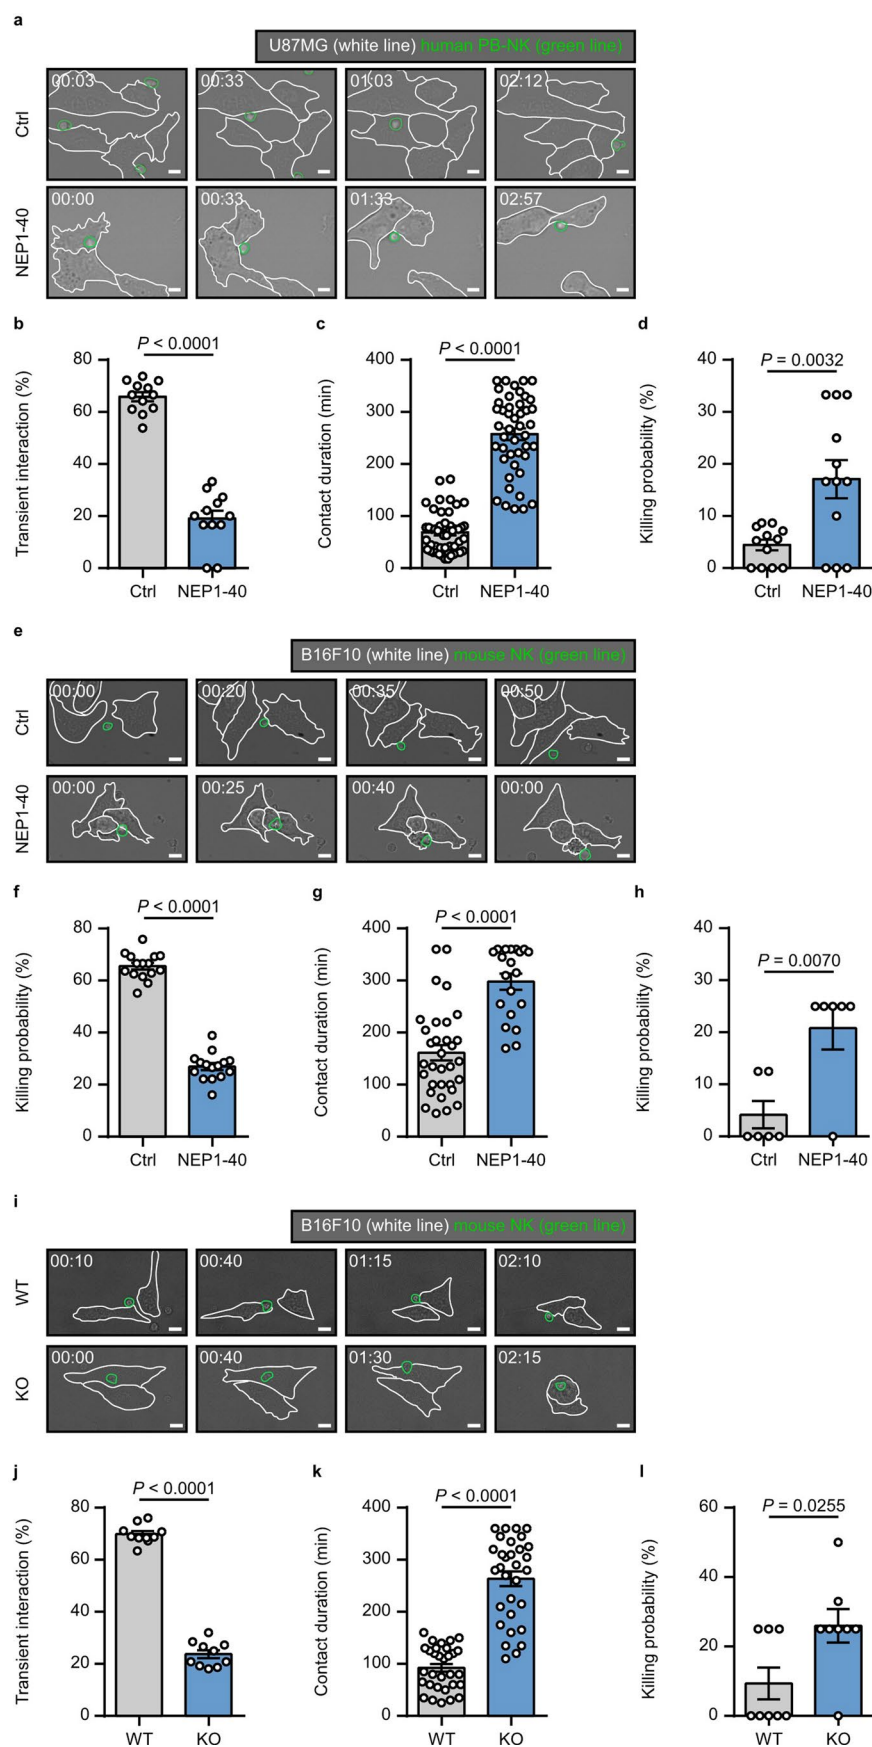 a
U87MG (white line) human PB-NK (green line)
Ctrl
00:03
00:33
01:03
02:12
NEP1-40
00:00
00:33
01:33
02:57
b
P < 0.0001
Transient interaction (%)
80
60
40
20
0
Ctrl
NEP1-40
c
P < 0.0001
Contact duration (min)
400
300
200
100
0
Ctrl
NEP1-40
d
P = 0.0032
Killing probability (%)
40
30
20
10
0
Ctrl
NEP1-40
e
B16F10 (white line) mouse NK (green line)
Ctrl
00:00
00:20
00:35
00:50
NEP1-40
00:00
00:25
00:40
00:00
f
P < 0.0001
Killing probability (%)
80
60
40
20
0
Ctrl
NEP1-40
g
P < 0.0001
Contact duration (min)
400
300
200
100
0
Ctrl
NEP1-40
h
P = 0.0070
Killing probability (%)
40
30
20
10
0
Ctrl
NEP1-40
i
B16F10 (white line) mouse NK (green line)
WT
00:10
00:40
01:15
02:10
KO
00:00
00:40
01:30
02:15
j
P < 0.0001
Transient interaction (%)
80
60
40
20
0
WT
KO
k
P < 0.0001
Contact duration (min)
400
300
200
100
0
WT
KO
l
P = 0.0255
Killing probability (%)
60
40
20
0
WT
KO